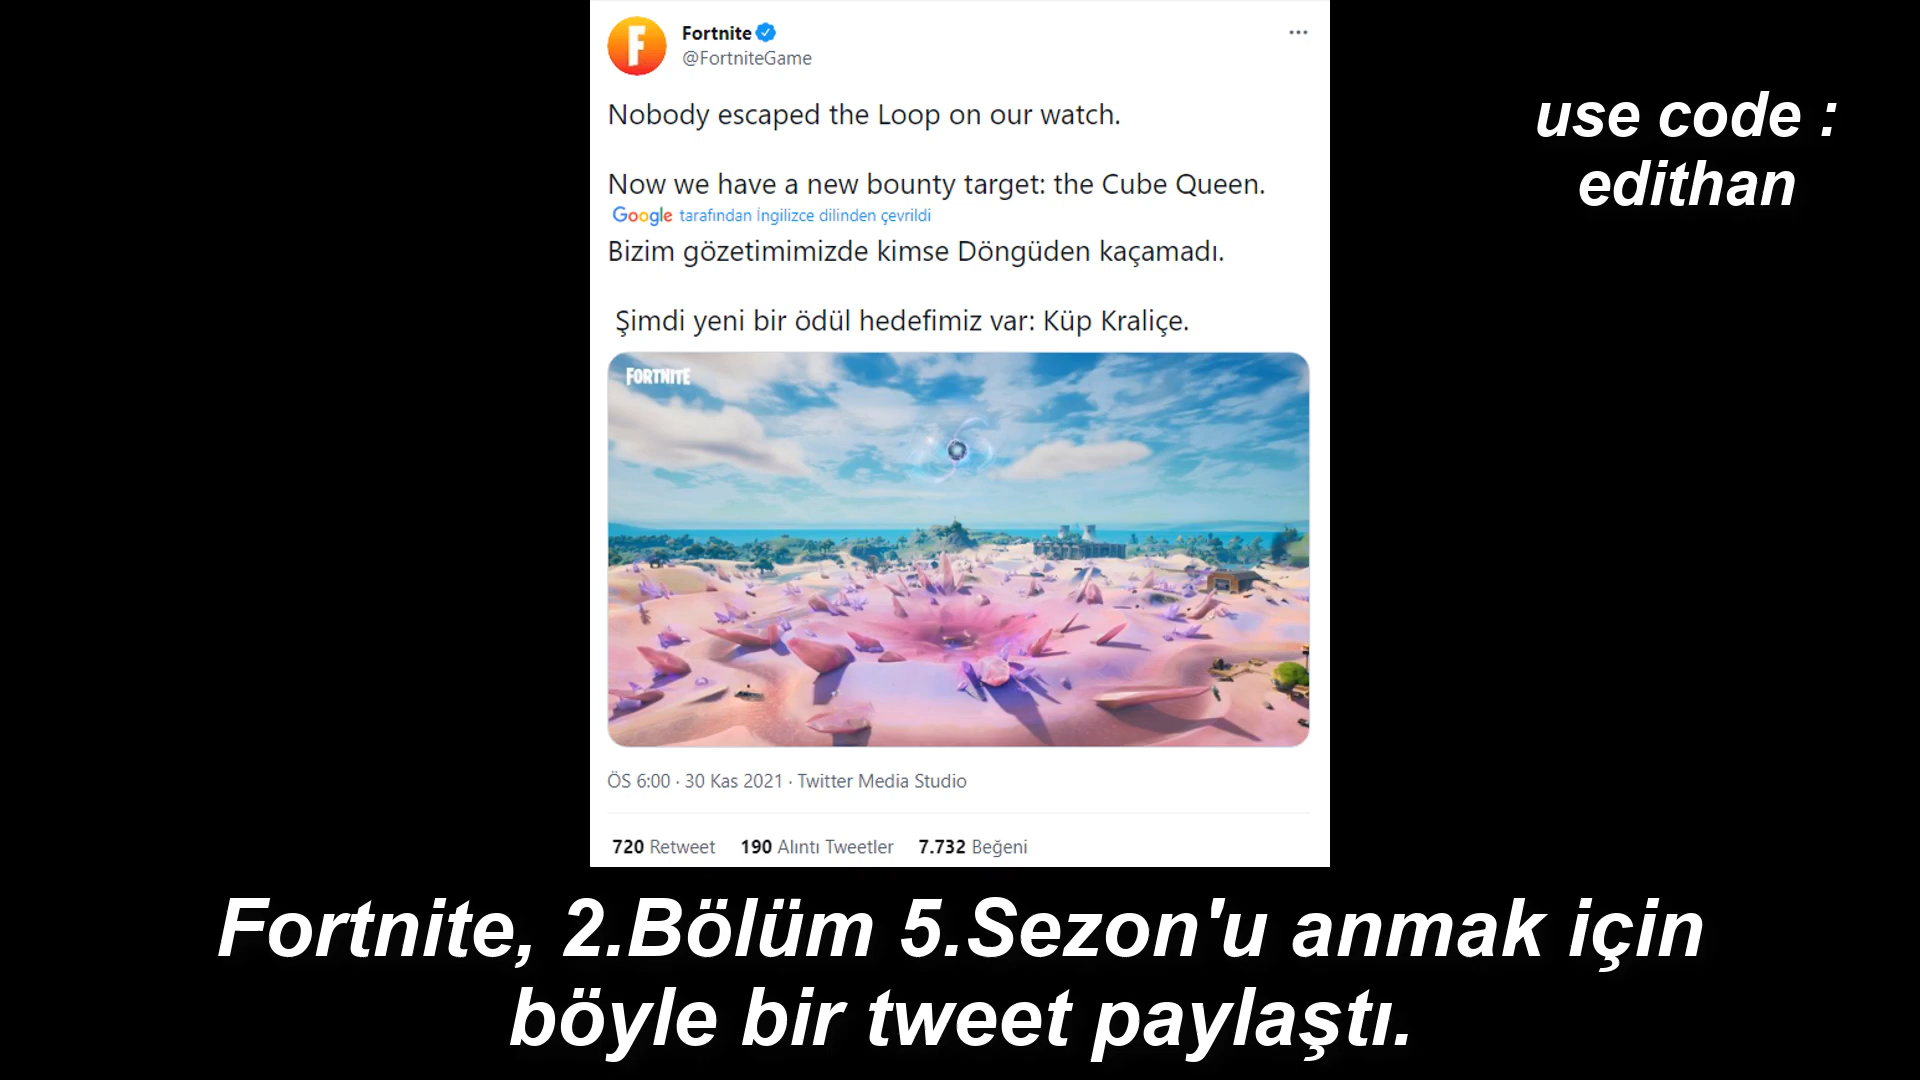 Fortnite
@FortniteGame
use code :
edithan
Nobody escaped the Loop on our watch.
Now we have a new bounty target: the Cube Queen.
Google tarafından İngilizce dilinden çevrildi
Bizim gözetimimizde kimse Döngüden kaçamadı.
Şimdi yeni bir ödül hedefimiz var: Küp Kraliçe.
FORTNITE
ÖS 6:00 · 30 Kas 2021 · Twitter Media Studio
720 Retweet 190 Alıntı Tweetler 7.732 Beğeni
Fortnite, 2.Bölüm 5.Sezon'u anmak için
böyle bir tweet paylaştı.